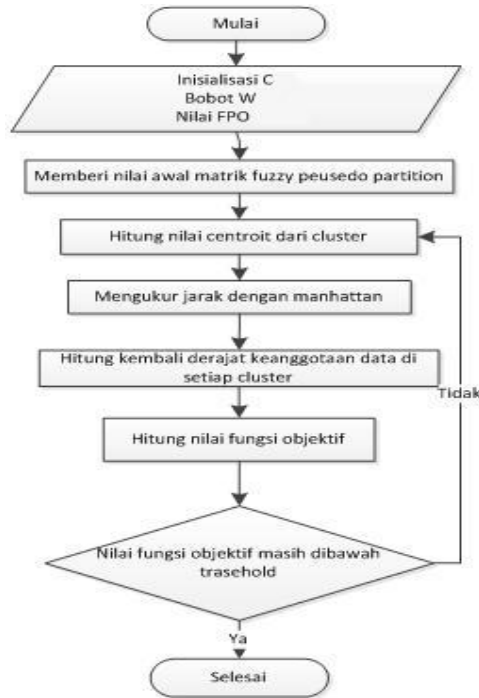 Mulai
Inisialisasi C
Bobot W
Nilai FPO
Memberi nilai awal matrik fuzzy peusedo partition
Hitung nilai centroit dari cluster
Mengukur jarak dengan manhattan
Hitung kembali derajat keanggotaan data di
setiap cluster
Tidak
Hitung nilai fungsi objektif
Nilai fungsi objektif masih dibawah
trasehold
Ya
Selesai